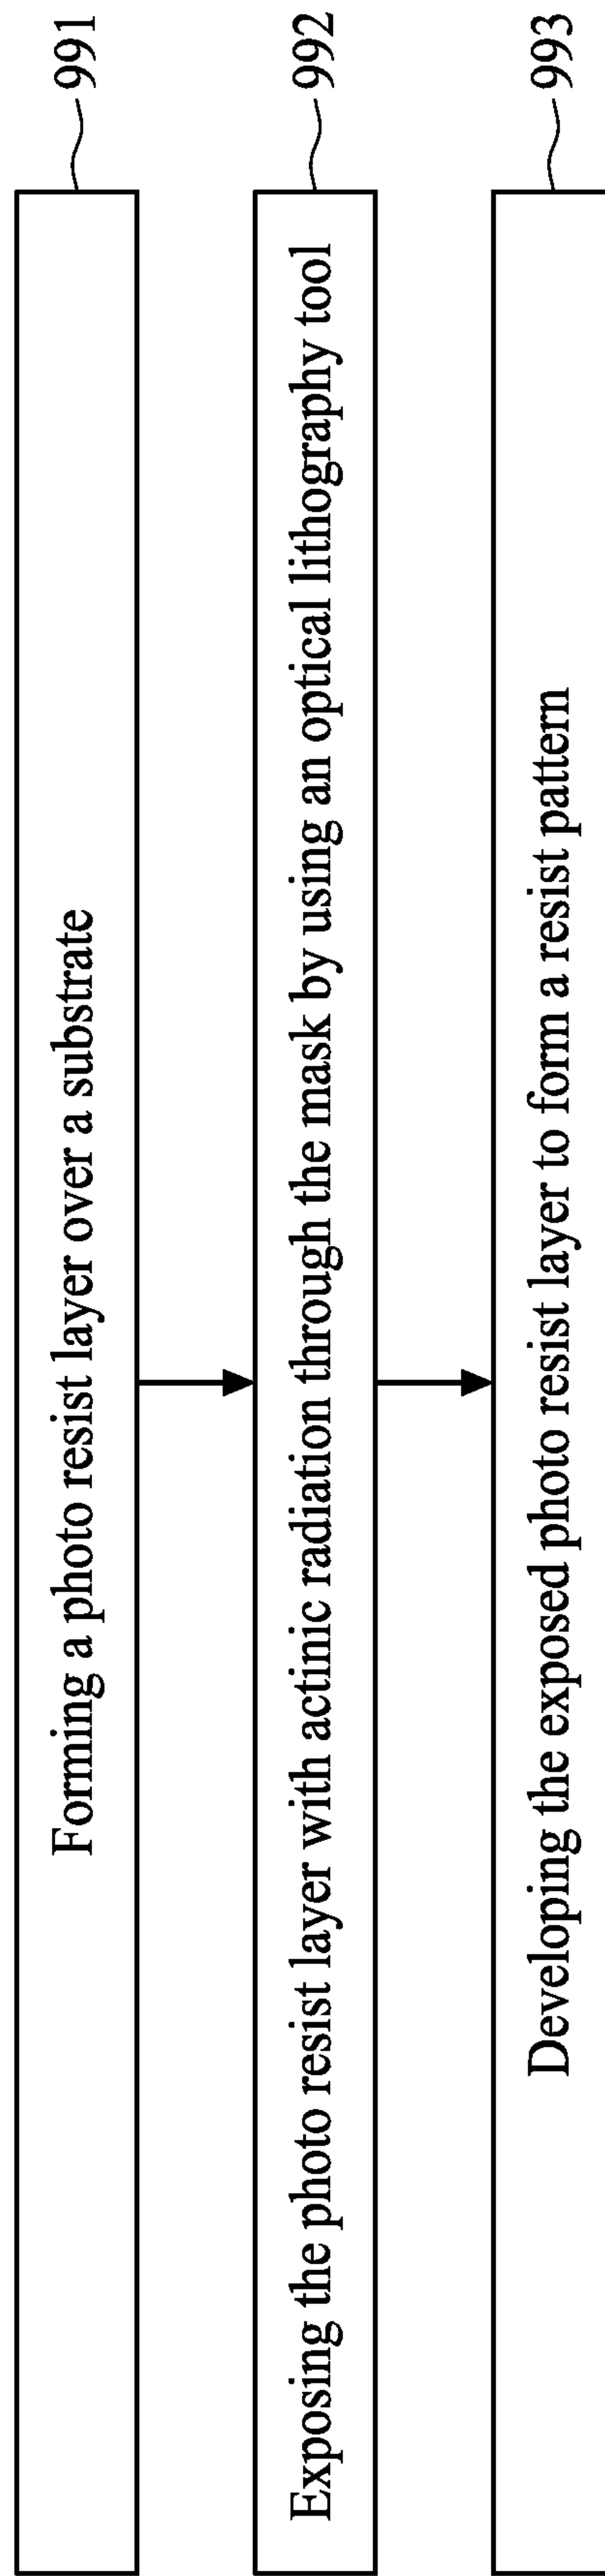 Forming a photo resist layer over a substrate
991
Exposing the photo resist layer with actinic radiation through the mask by using an optical lithography tool
992
Developing the exposed photo resist layer to form a resist pattern
993